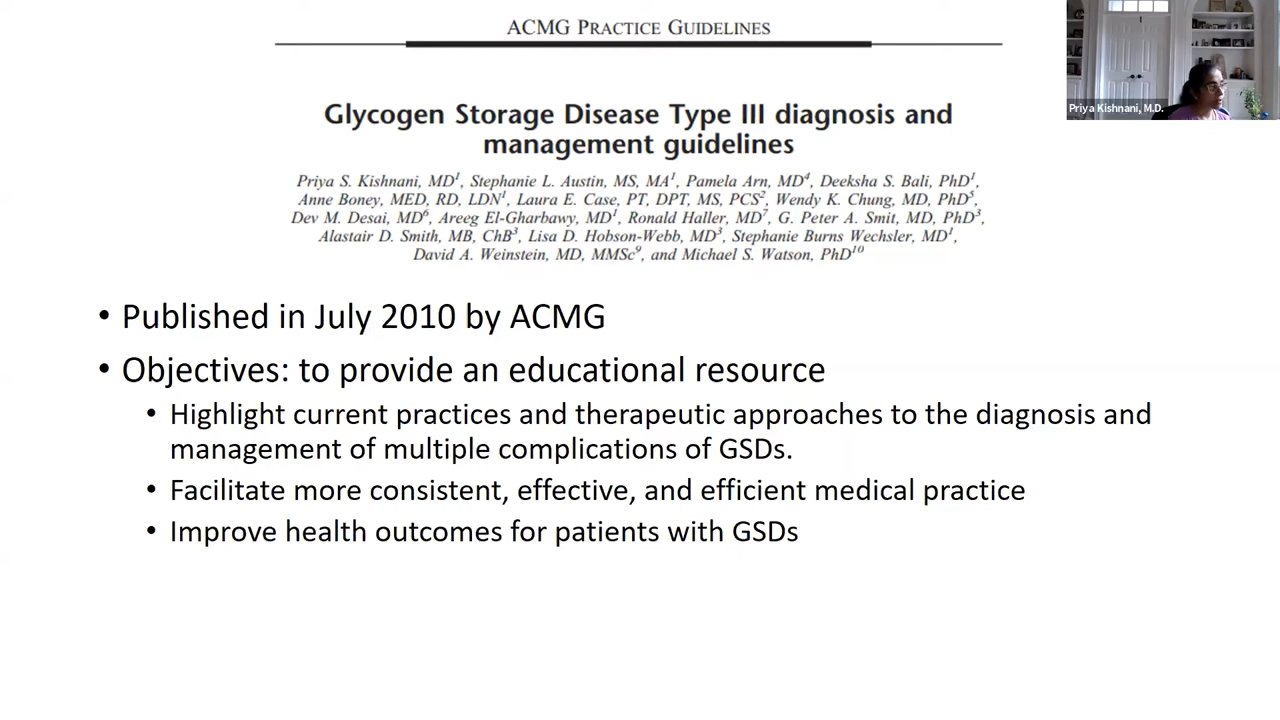 ACMG PRACTICE GUIDELINES
Priya Kishnani, M.D.
Glycogen Storage Disease Type III diagnosis and
management guidelines
Priya S. Kishnani, MD1, Stephanie L. Austin, MS, MA1, Pamela Arn, MD4, Deeksha S. Bali, PhD1,
Anne Boney, MED, RD, LDN1, Laura E. Case, PT, DPT, MS, PCS2, Wendy K. Chung, MD, PhD5,
Dev M. Desai, MD6, Areeg El-Gharbawy, MD1, Ronald Haller, MD7, G. Peter A. Smit, MD, PhD3,
Alastair D. Smith, MB, ChB3, Lisa D. Hobson-Webb, MD3, Stephanie Burns Wechsler, MD1,
David A. Weinstein, MD, MMSc9, and Michael S. Watson, PhD10
• Published in July 2010 by ACMG
• Objectives: to provide an educational resource
• Highlight current practices and therapeutic approaches to the diagnosis and
management of multiple complications of GSDs.
• Facilitate more consistent, effective, and efficient medical practice
• Improve health outcomes for patients with GSDs